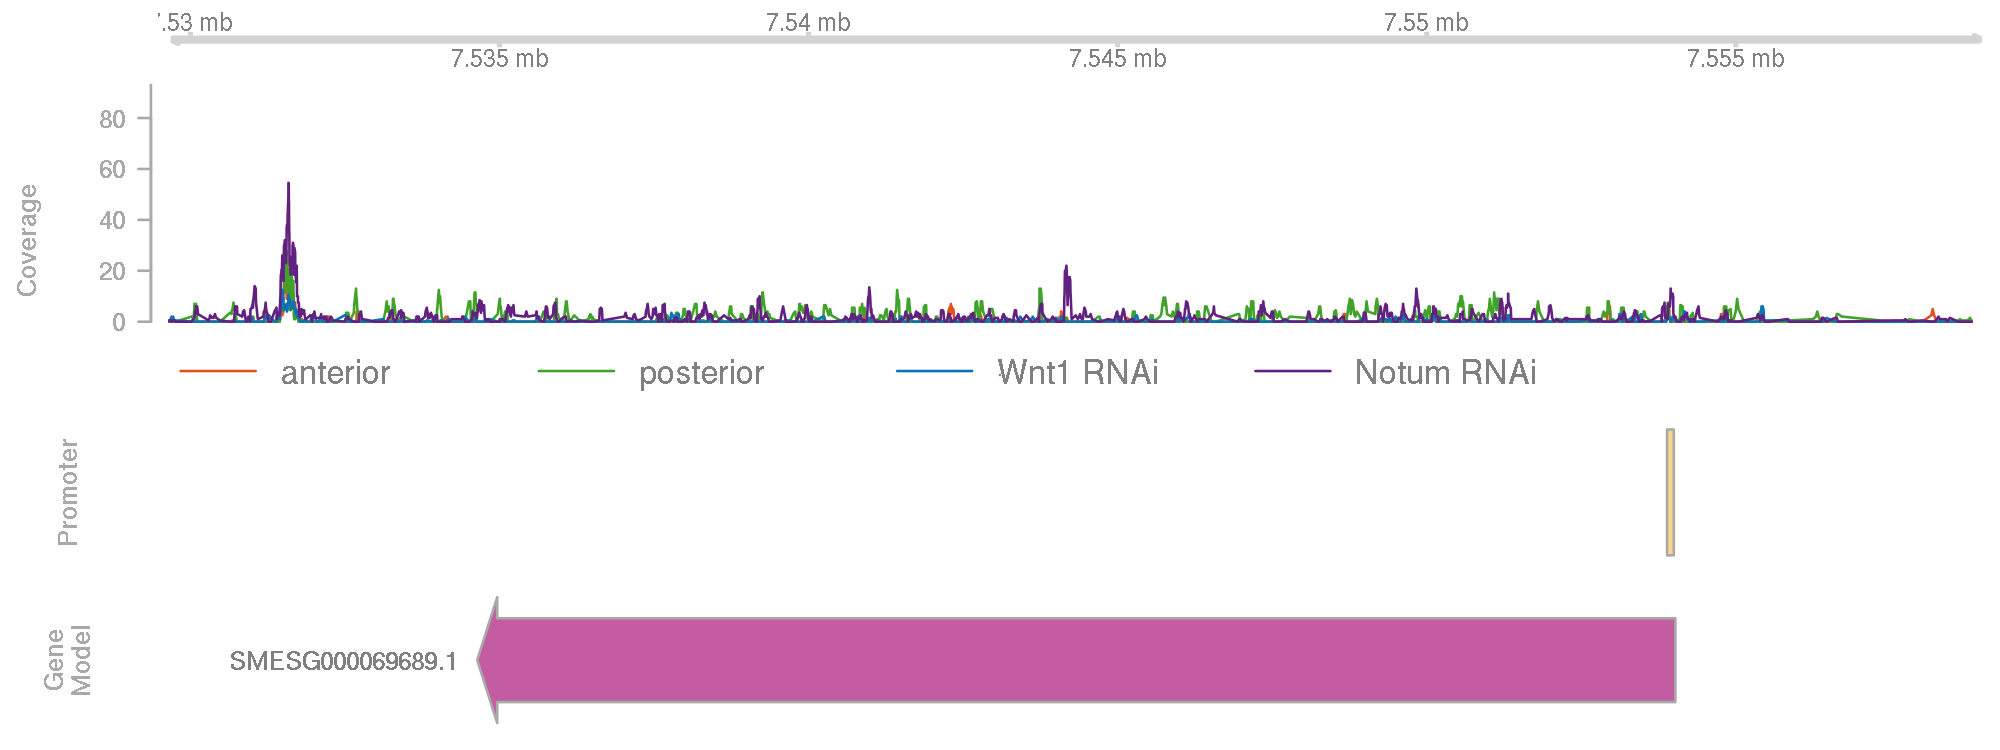 '.53 mb 7.54 mb 7.55 mb
7.535 mb 7.545 mb 7.555 mb
Coverage
80
60
40
20
0
anterior posterior Wnt1 RNAi Notum RNAi
Promoter
Gene
Model
SMESG000069689.1